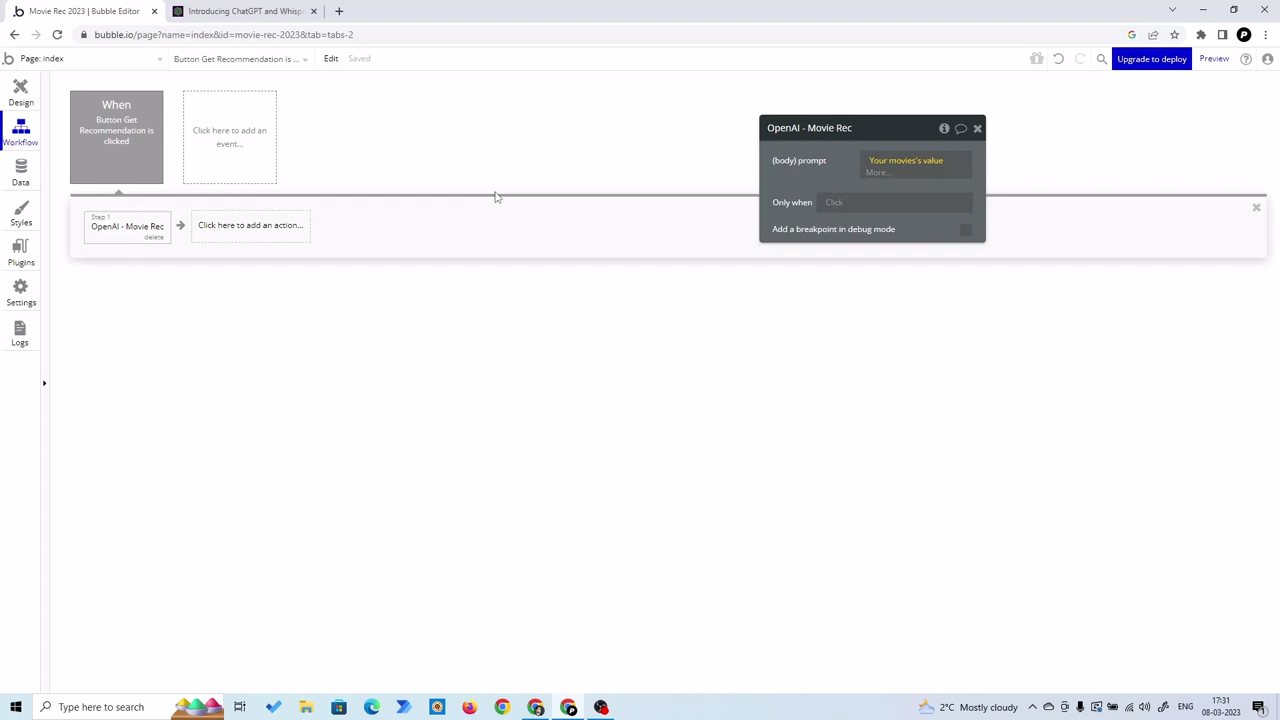 Movie Rec 2023 | Bubble Editor
Introducing ChatGPT and Whisp
bubble.io/page?name=index&id=movie-rec-2023&tab=tabs-2
Page: index
Button Get Recommendation is ...
Edit
Saved
Upgrade to deploy
Preview
Design
Workflow
Data
Styles
Plugins
Settings
Logs
When
Button Get
Recommendation is
clicked
Click here to add an
event...
Step 1
OpenAI - Movie Rec
delete
Click here to add an action...
OpenAI - Movie Rec
(body) prompt
Your movies's value
More...
Only when
Click
Add a breakpoint in debug mode
Type here to search
2°C Mostly cloudy
ENG
17:31
08-03-2023